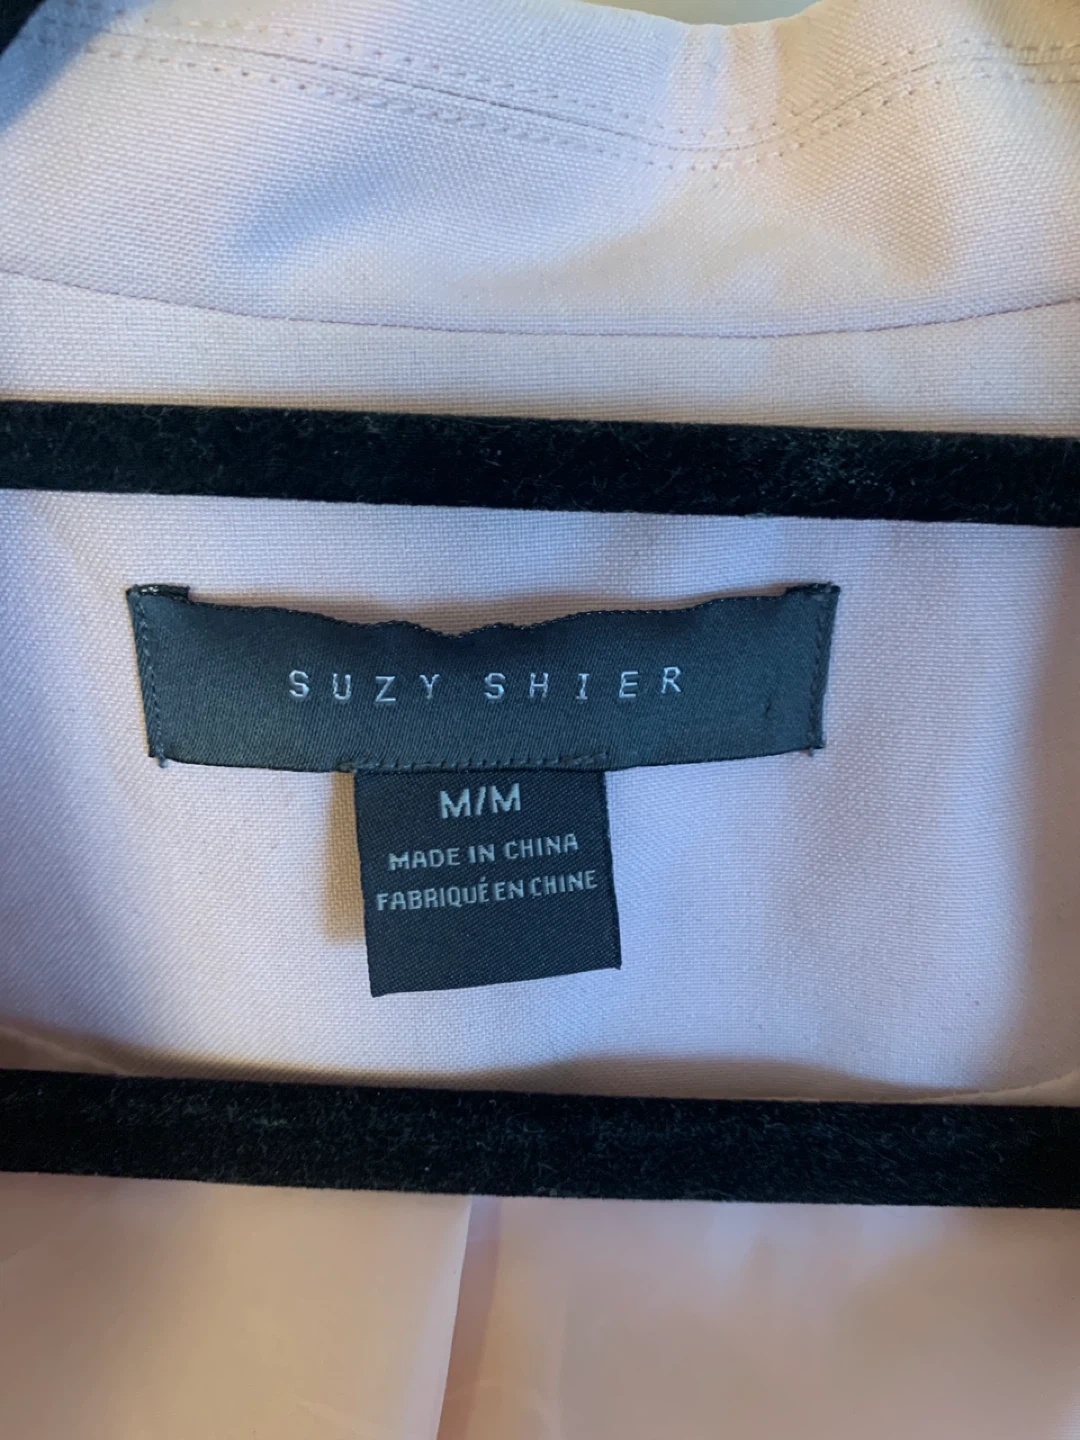 SUZY SHIER
M/M
MADE IN CHINA
FABRIQUÉ EN CHINE